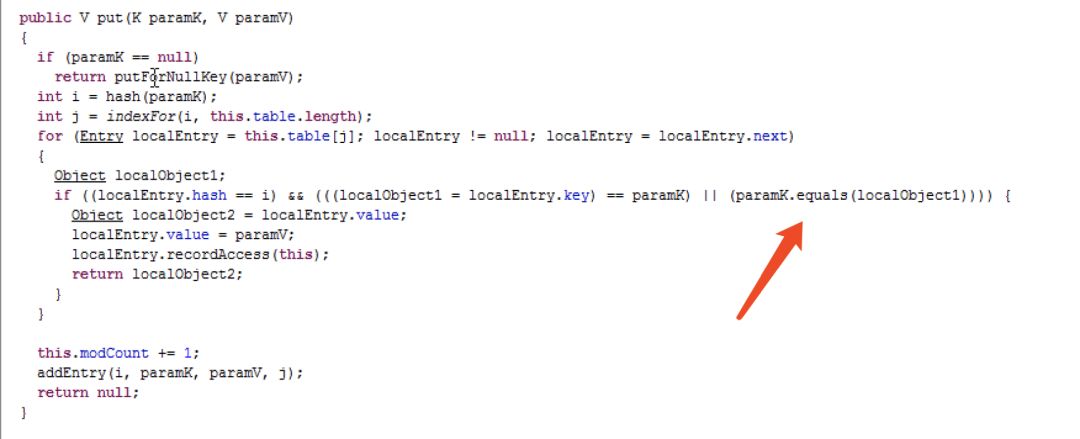 public V put(K paramK, V paramV)
{
  if (paramK == null)
    return putForNullKey(paramV);
  int i = hash(paramK);
  int j = indexFor(i, this.table.length);
  for (Entry localEntry = this.table[j]; localEntry != null; localEntry = localEntry.next)
  {
    Object localObject1;
    if ((localEntry.hash == i) && (((localObject1 = localEntry.key) == paramK) || (paramK.equals(localObject1)))) {
      Object localObject2 = localEntry.value;
      localEntry.value = paramV;
      localEntry.recordAccess(this);
      return localObject2;
    }
  }

  this.modCount += 1;
  addEntry(i, paramK, paramV, j);
  return null;
}